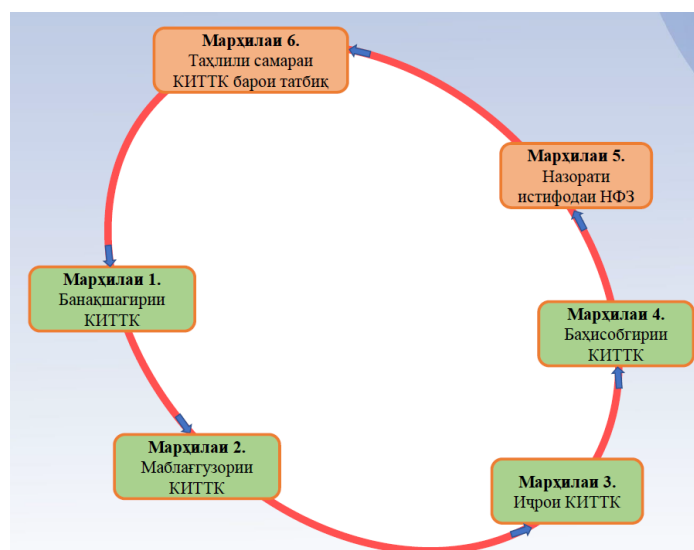 Марҳилаи 6.
Таҳлили самараи
КИТТК барои татбиқ
Марҳилаи 5.
Назорати
истифодаи НФЗ
Марҳилаи 1.
Банақшагирии
КИТТК
Марҳилаи 4.
Баҳисобгирии
КИТТК
Марҳилаи 2.
Маблағгузории
КИТТК
Марҳилаи 3.
Иҷрои КИТТК